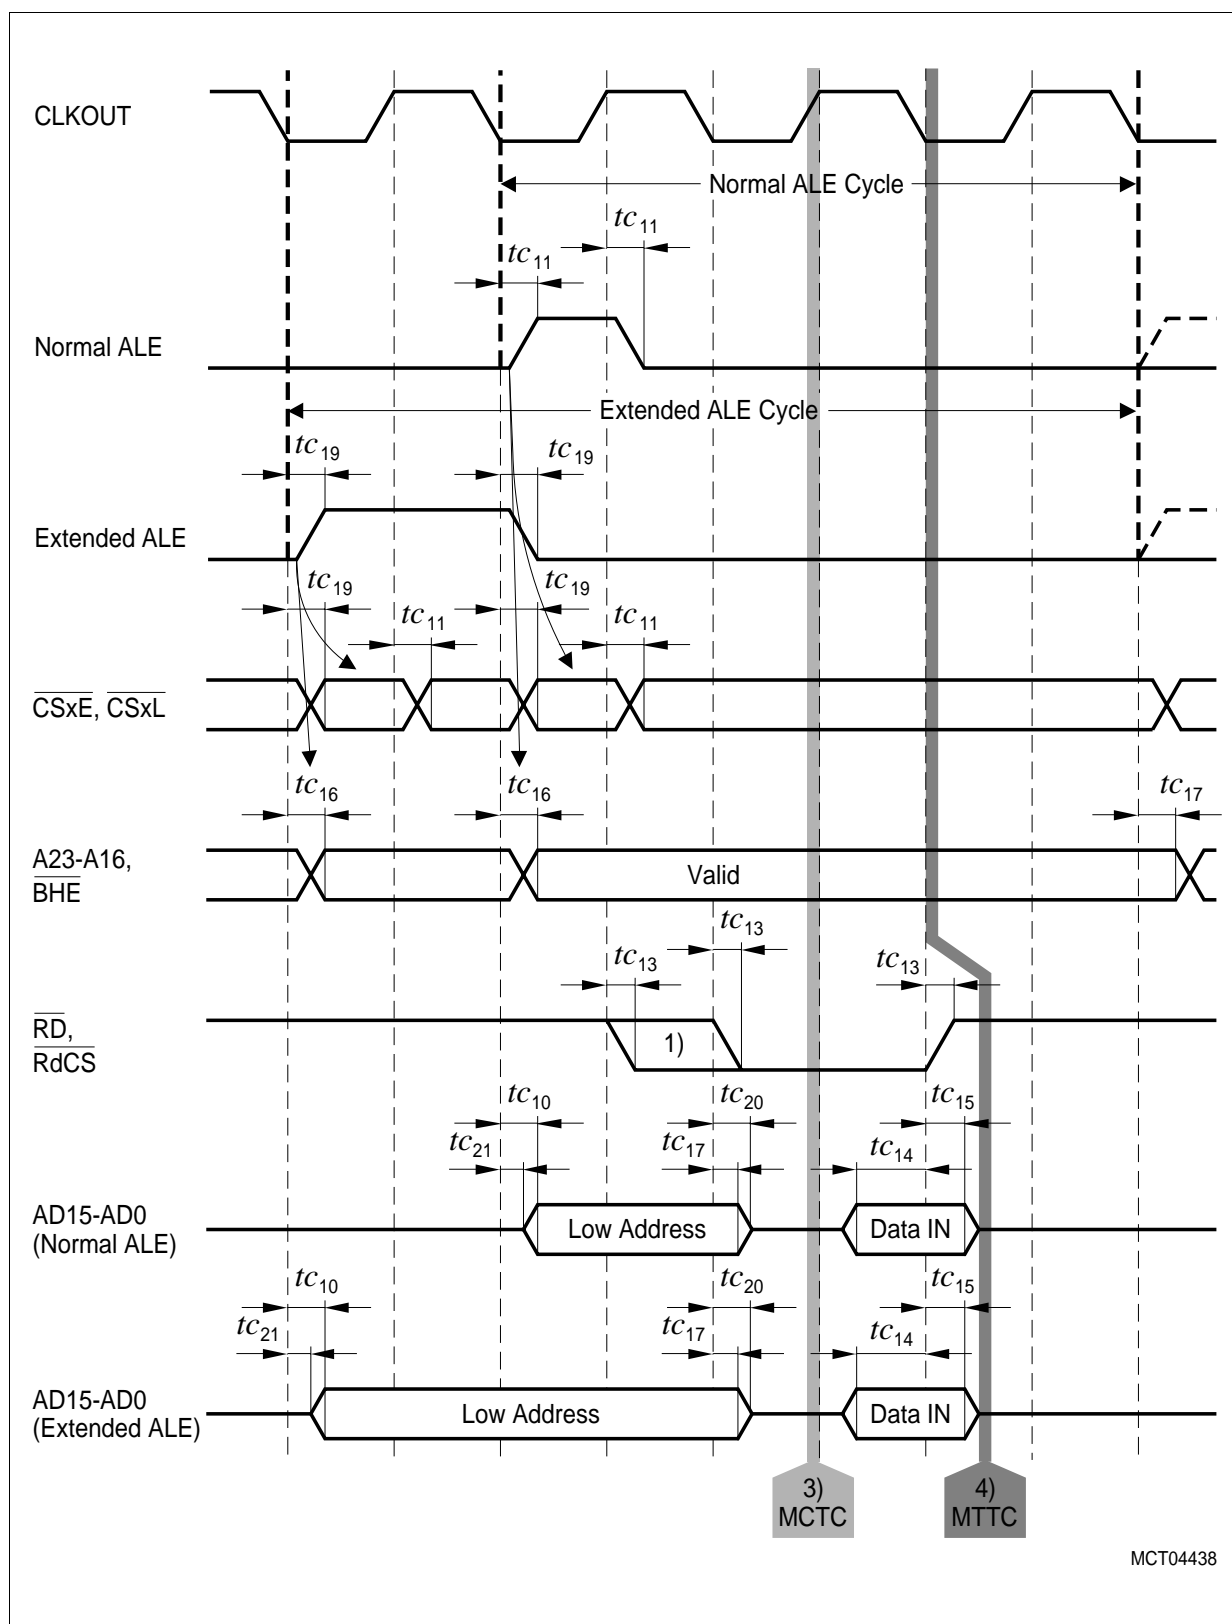 CLKOUT
Normal ALE Cycle
tc11
tc11
Normal ALE
Extended ALE Cycle
tc19
tc19
Extended ALE
tc19
tc19
tc11
tc11
CSxE, CSxL
tc16
tc16
tc17
A23-A16,
BHE
Valid
tc13
tc13
tc13
RD,
RdCS
1)
tc10
tc20
tc15
tc21
tc17
tc14
AD15-AD0
(Normal ALE)
Low Address
Data IN
tc10
tc20
tc15
tc21
tc17
tc14
AD15-AD0
(Extended ALE)
Low Address
Data IN
3)
MCTC
4)
MTTC
MCT04438